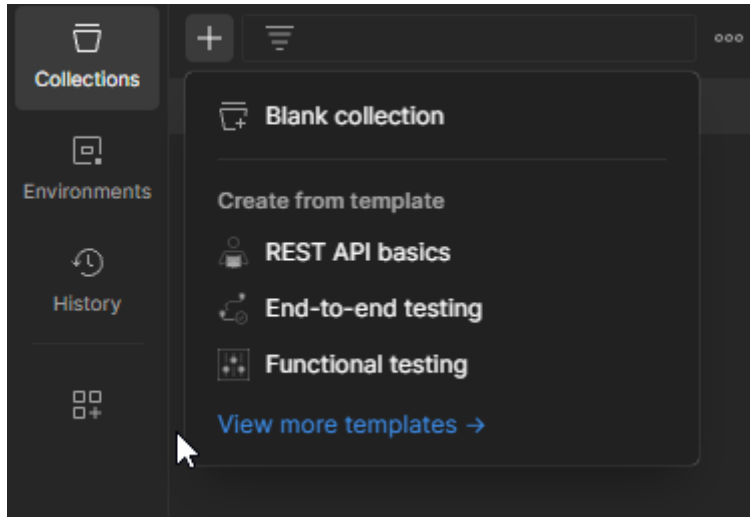 Collections
Blank collection
Environments
Create from template
REST API basics
History
End-to-end testing
Functional testing
View more templates →